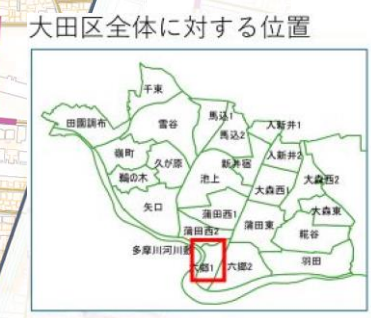 大田区全体に対する位置
千束
田園調布
雪谷
馬込1
馬込2
入新井1
嶺町
久が原
新井宿
入新井2
鵜の木
池上
大森西1
大森西2
矢口
蒲田西1
大森東
蒲田西2
蒲田東
糀谷
多摩川河川敷
六郷1
六郷2
羽田